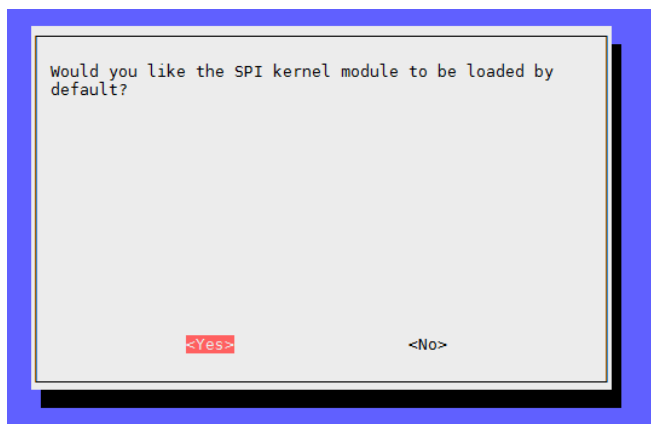 Would you like the SPI kernel module to be loaded by
default?
<Yes> <No>